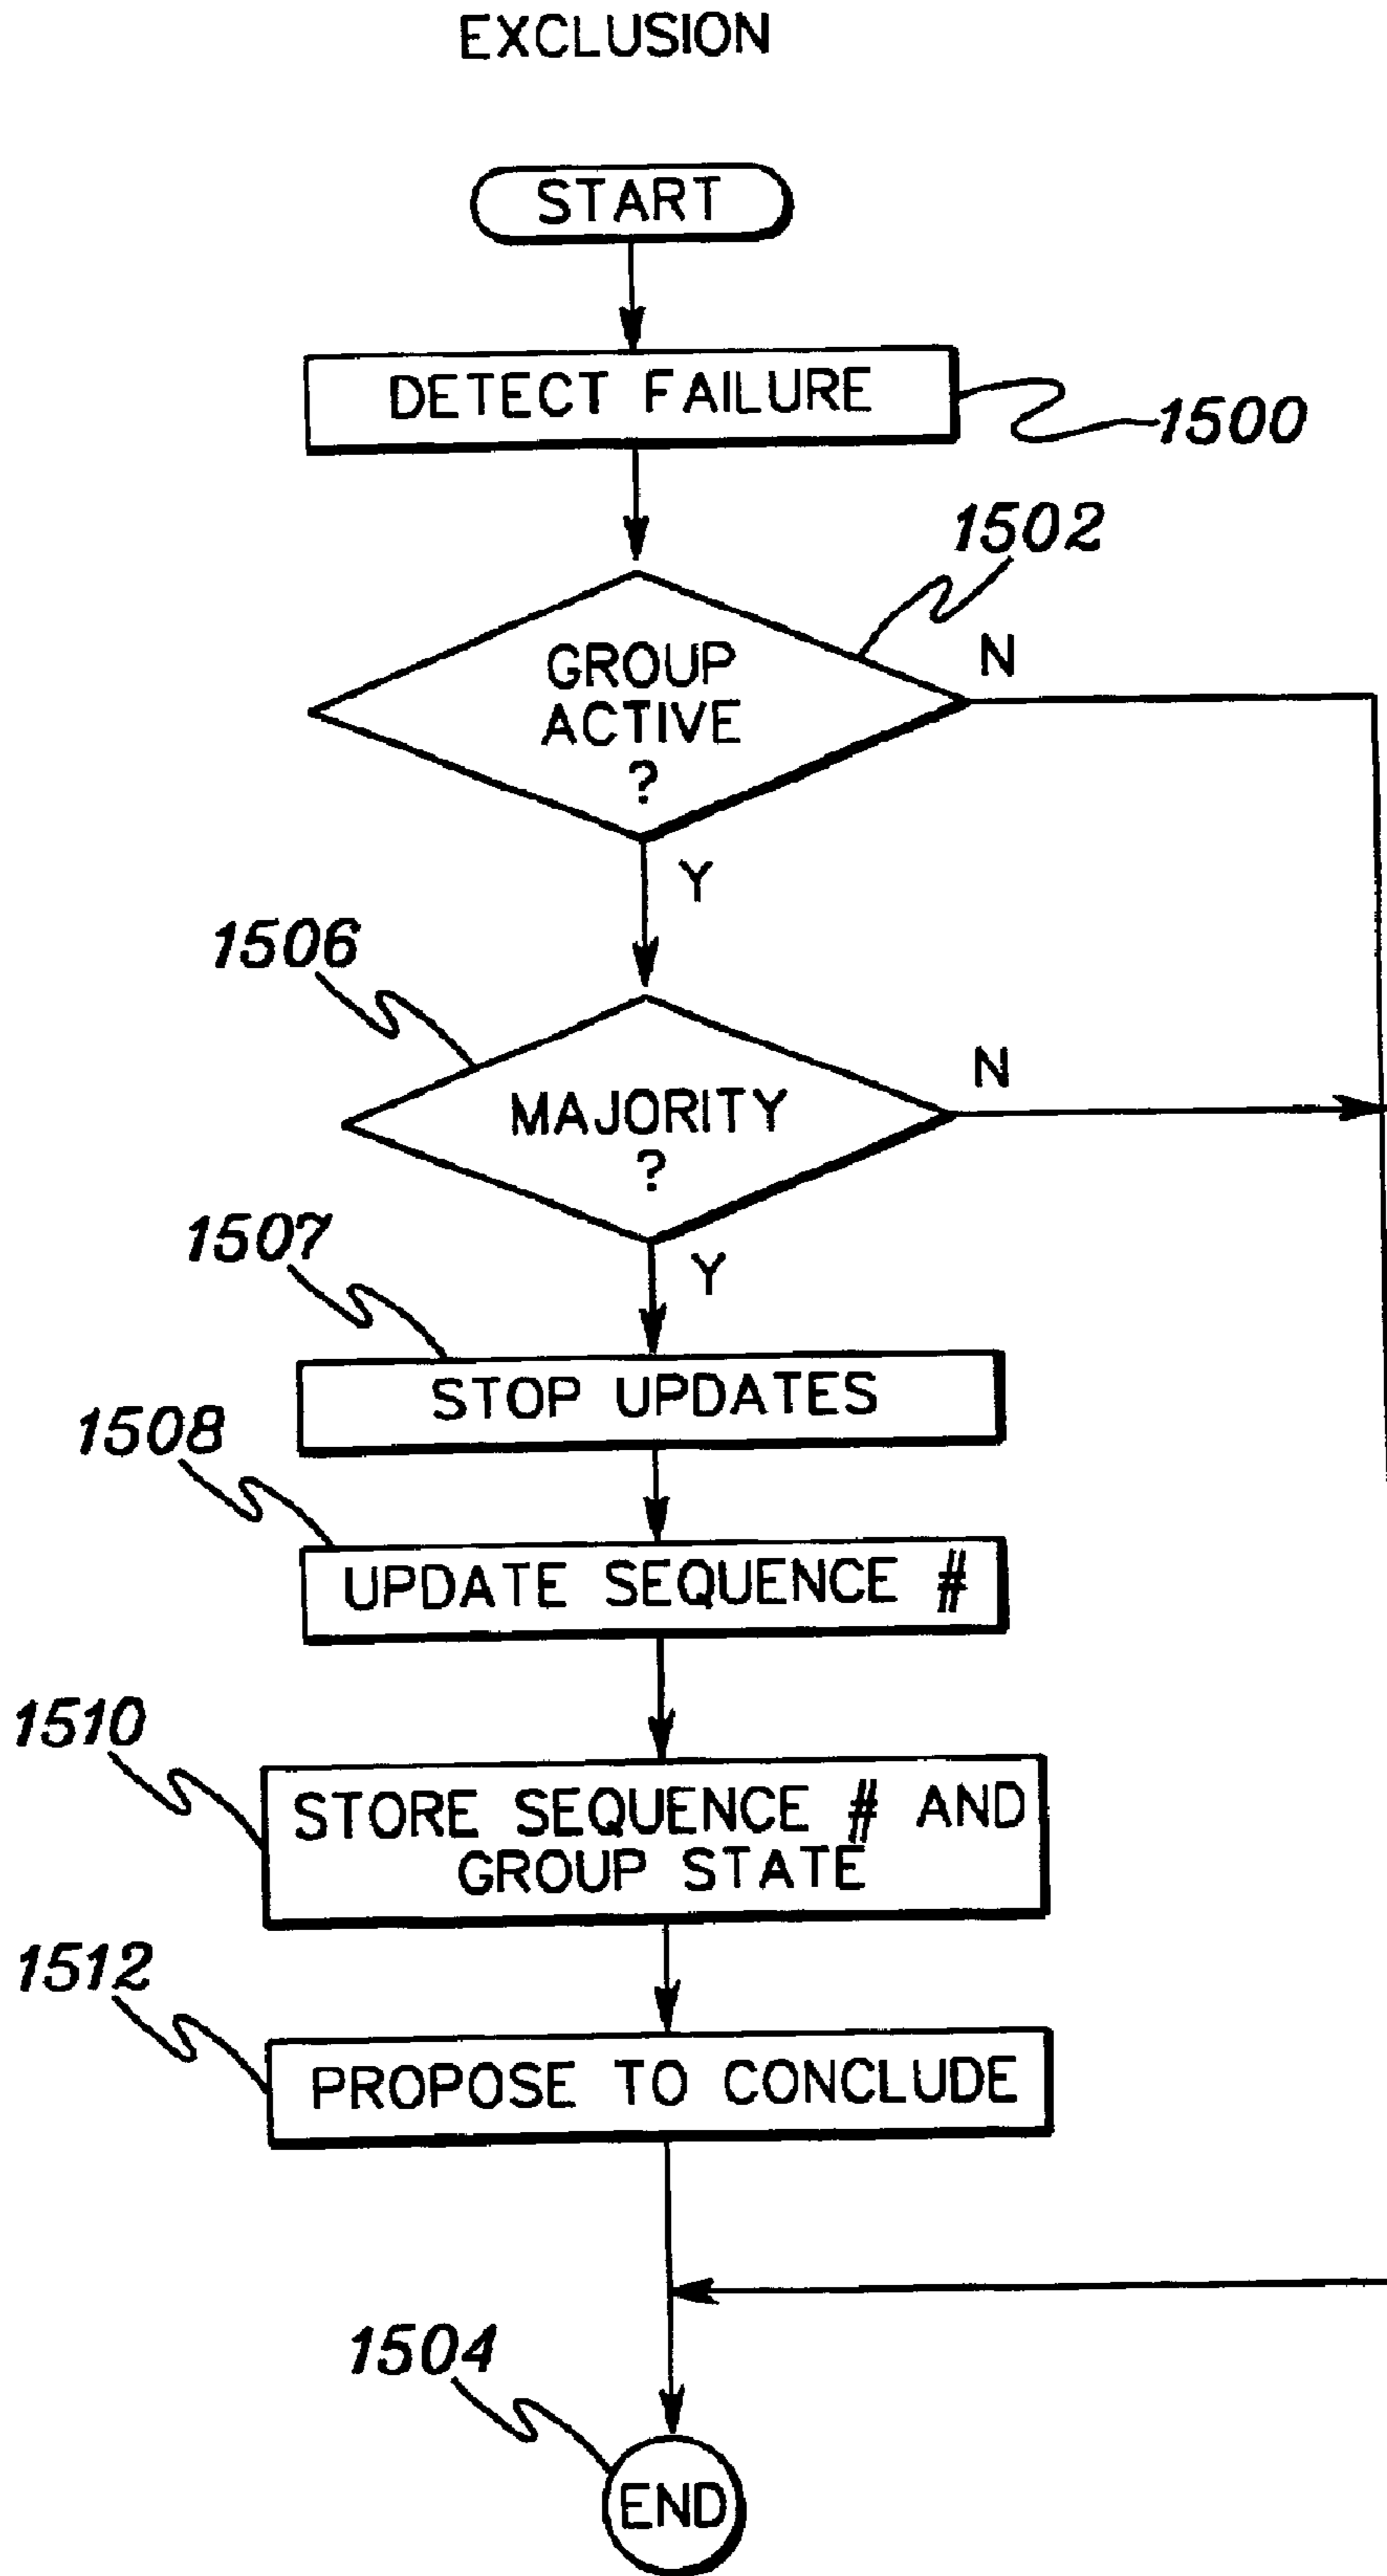 EXCLUSION
START
DETECT FAILURE
1500
1502
GROUP
ACTIVE
?
N
Y
1506
MAJORITY
?
N
Y
1507
STOP UPDATES
1508
UPDATE SEQUENCE #
1510
STORE SEQUENCE # AND
GROUP STATE
1512
PROPOSE TO CONCLUDE
1504
END